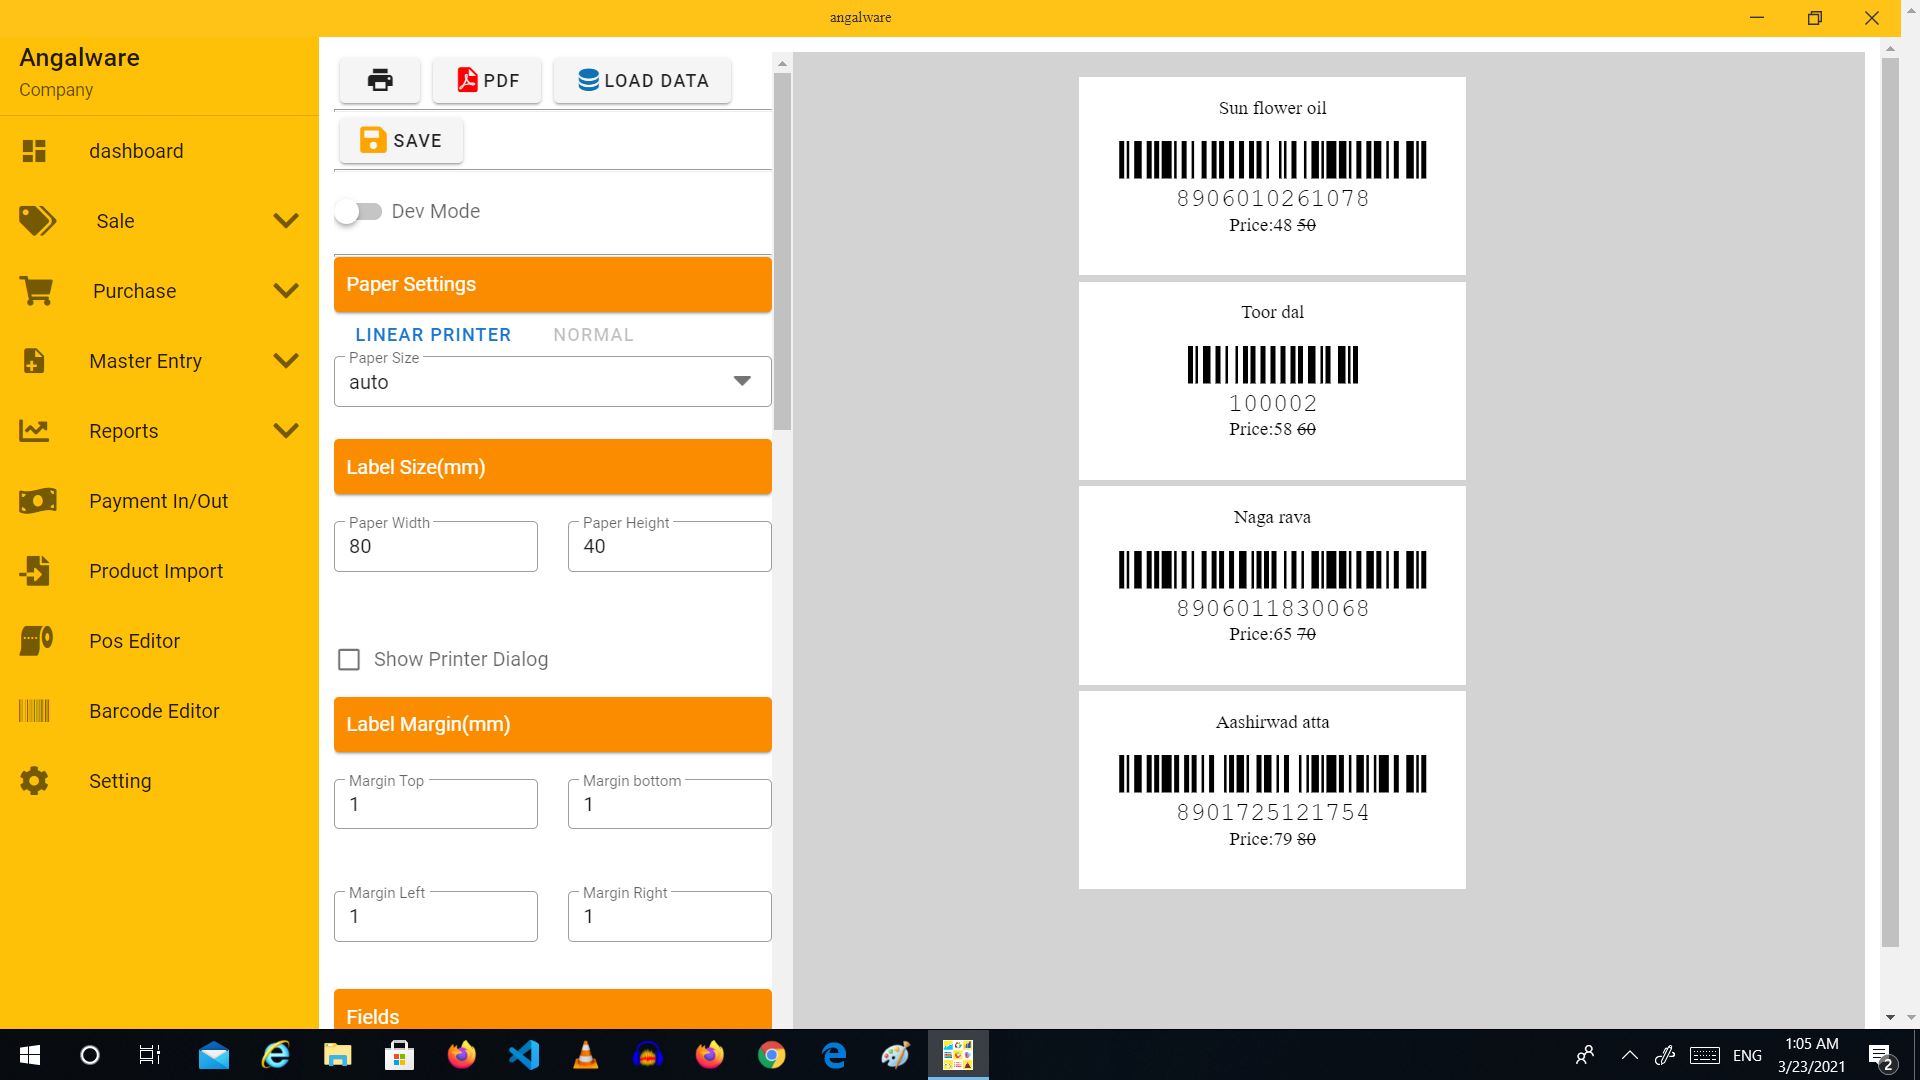 angalware
Angalware
Company
dashboard
Sale
Purchase
Master Entry
Reports
Payment In/Out
Product Import
Pos Editor
Barcode Editor
Setting
PDF
LOAD DATA
SAVE
Dev Mode
Paper Settings
LINEAR PRINTER NORMAL
Paper Size
auto
Label Size(mm)
Paper Width Paper Height
80 40
Show Printer Dialog
Label Margin(mm)
Margin Top Margin bottom
1 1
Margin Left Margin Right
1 1
Fields
Sun flower oil
8906010261078
Price:48 50
Toor dal
100002
Price:58 60
Naga rava
8906011830068
Price:65 70
Aashirwad atta
8901725121754
Price:79 80
ENG
1:05 AM
3/23/2021
2